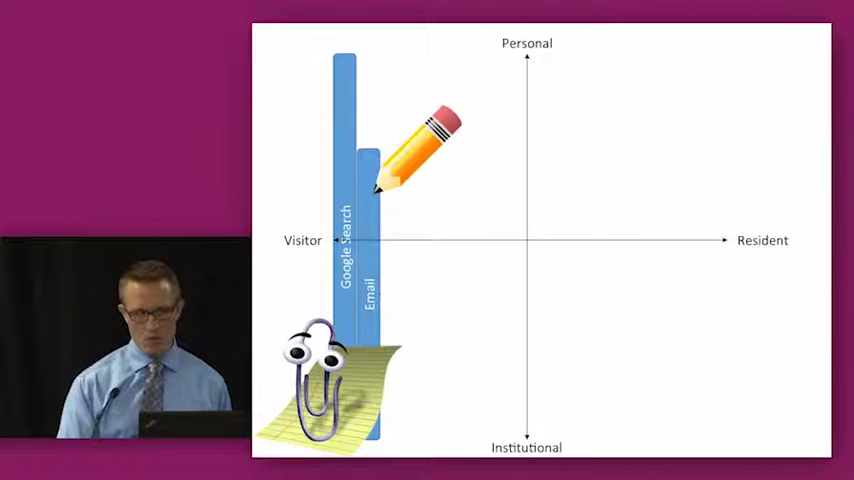 Personal
Visitor
Google Search
Email
Resident
Institutional